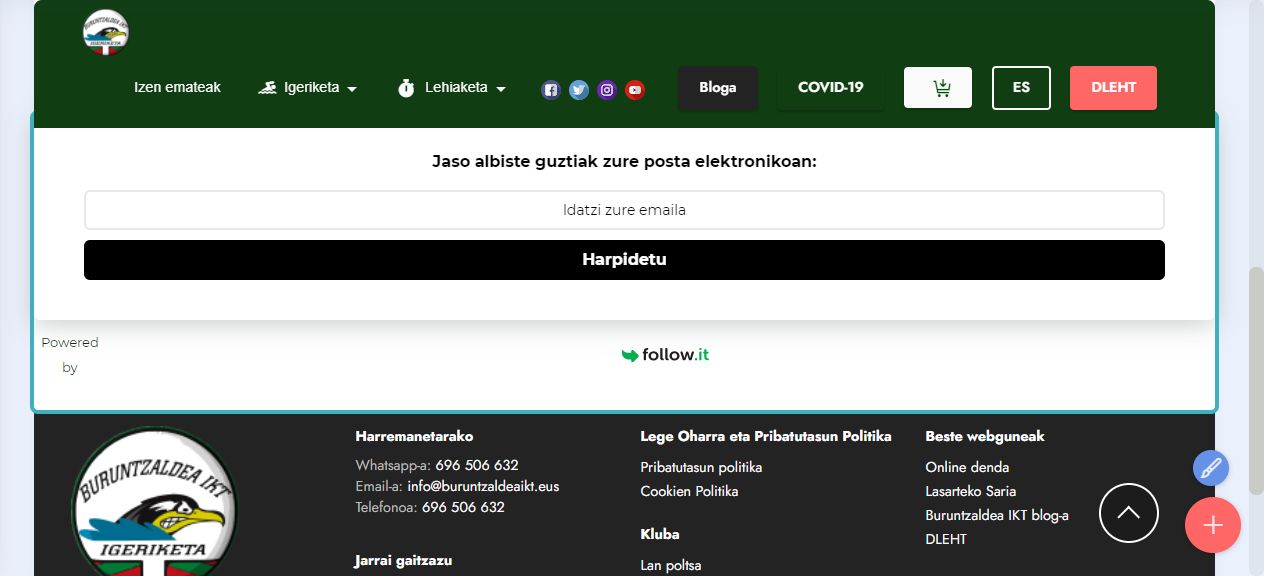 BURUNTZALDEA IKT
IGERIKETA
Izen emateak
Igeriketa
Lehiaketa
Bloga
COVID-19
ES
DLEHT
Jaso albiste guztiak zure posta elektronikoan:
Idatzi zure emaila
Harpidetu
Powered
by
follow.it
BURUNTZALDEA IKT
IGERIKETA
Harremanetarako
Whatsapp-a: 696 506 632
Email-a: info@buruntzaldeaikt.eus
Telefonoa: 696 506 632
Jarrai gaitzazu
Lege Oharra eta Pribatutasun Politika
Pribatutasun politika
Cookien Politika
Kluba
Lan poltsa
Beste webguneak
Online denda
Lasarteko Saria
Buruntzaldea IKT blog-a
DLEHT